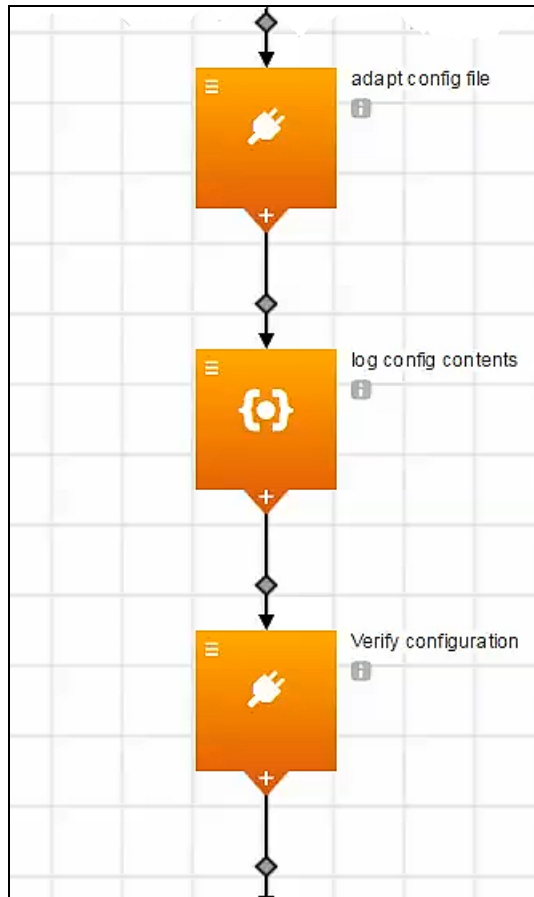 adapt config file
log config contents
Verify configuration